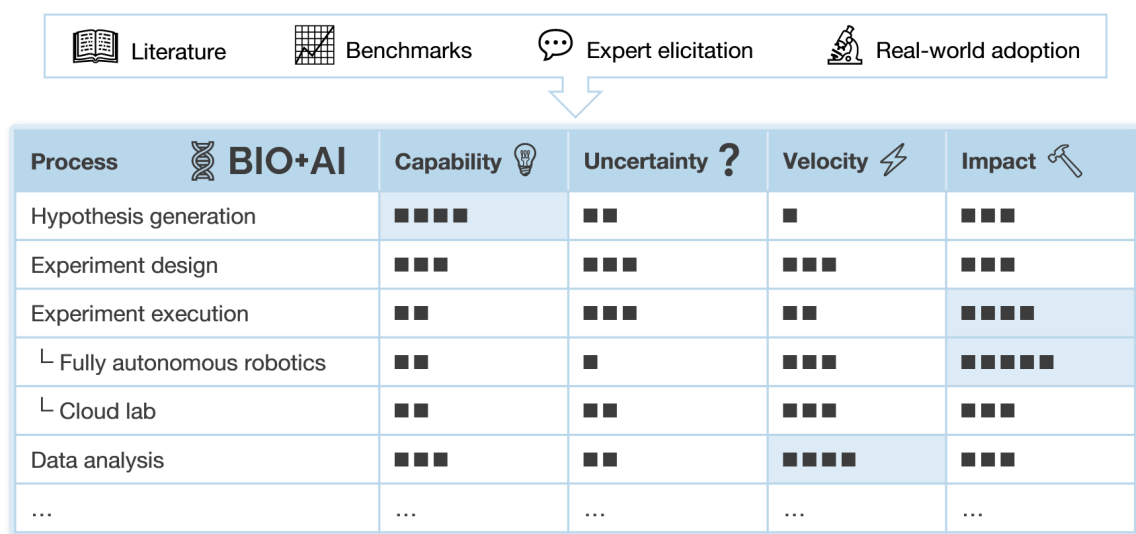 Literature Benchmarks Expert elicitation Real-world adoption
Process BIO+AI Capability Uncertainty ? Velocity Impact
Hypothesis generation ■■■■ ■■ ■ ■■■
Experiment design ■■■ ■■■ ■■■ ■■■
Experiment execution ■■ ■■■ ■■ ■■■■
└ Fully autonomous robotics ■■ ■ ■■■ ■■■■■
└ Cloud lab ■■ ■■ ■■■ ■■■
Data analysis ■■■ ■■ ■■■■ ■■■
... ... ... ... ...